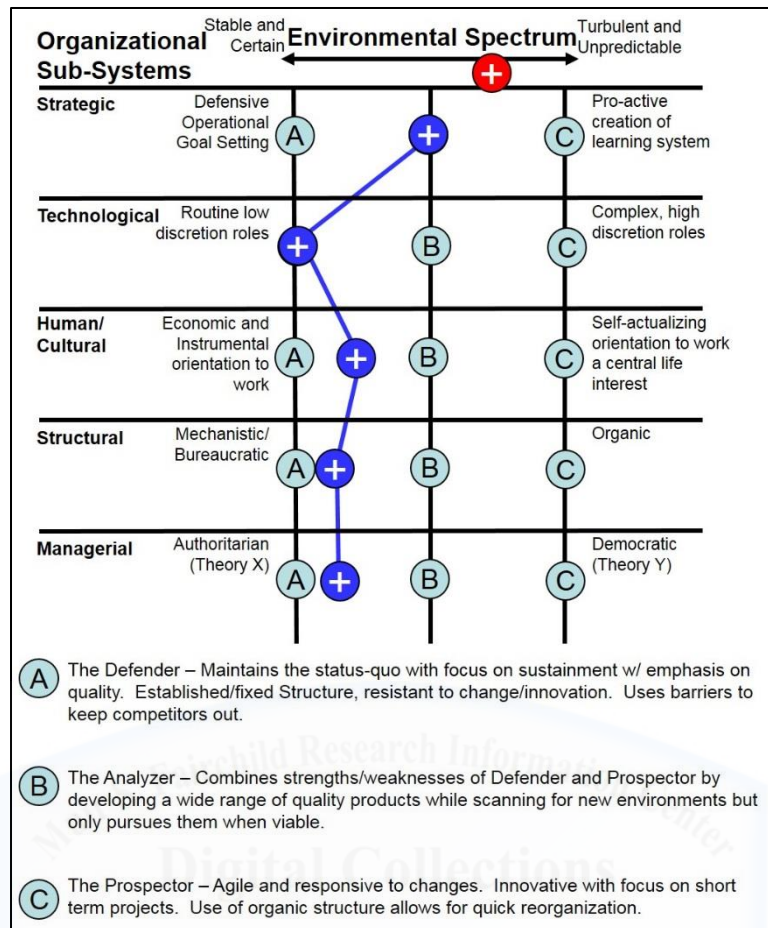 Organizational
Sub-Systems
Stable and
Certain
Environmental Spectrum
Turbulent and
Unpredictable
Strategic
Defensive
Operational
Goal Setting
A
C
Pro-active
creation of
learning system
Technological
Routine low
discretion roles
B
C
Complex, high
discretion roles
Human/
Cultural
Economic and
Instrumental
orientation to
work
A
B
C
Self-actualizing
orientation to work
a central life
interest
Structural
Mechanistic/
Bureaucratic
A
B
C
Organic
Managerial
Authoritarian
(Theory X)
A
B
C
Democratic
(Theory Y)
A
The Defender – Maintains the status-quo with focus on sustainment w/ emphasis on
quality. Established/fixed Structure, resistant to change/innovation. Uses barriers to
keep competitors out.
B
The Analyzer – Combines strengths/weaknesses of Defender and Prospector by
developing a wide range of quality products while scanning for new environments but
only pursues them when viable.
C
The Prospector – Agile and responsive to changes. Innovative with focus on short
term projects. Use of organic structure allows for quick reorganization.
Fairchild Research Information Center
Digital Collections